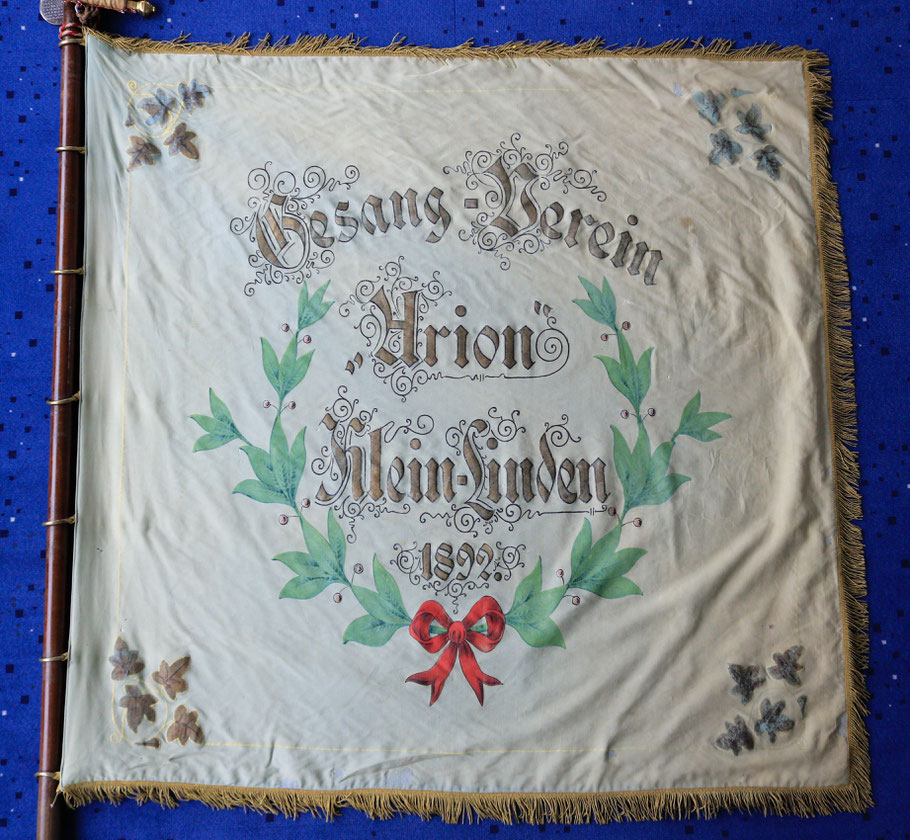 Gesang-Verein
„Arion“
Klein-Linden
1892.